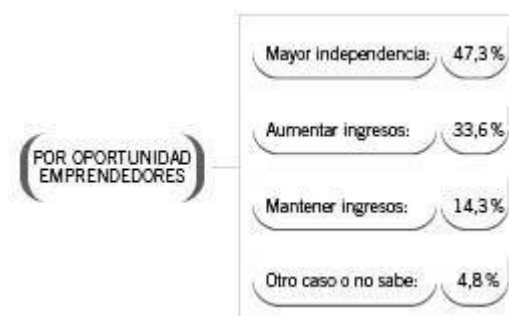 POR OPORTUNIDAD
EMPRENDEDORES
Mayor independencia: 47,3%
Aumentar ingresos: 33,6%
Mantener ingresos: 14,3%
Otro caso o no sabe: 4,8%